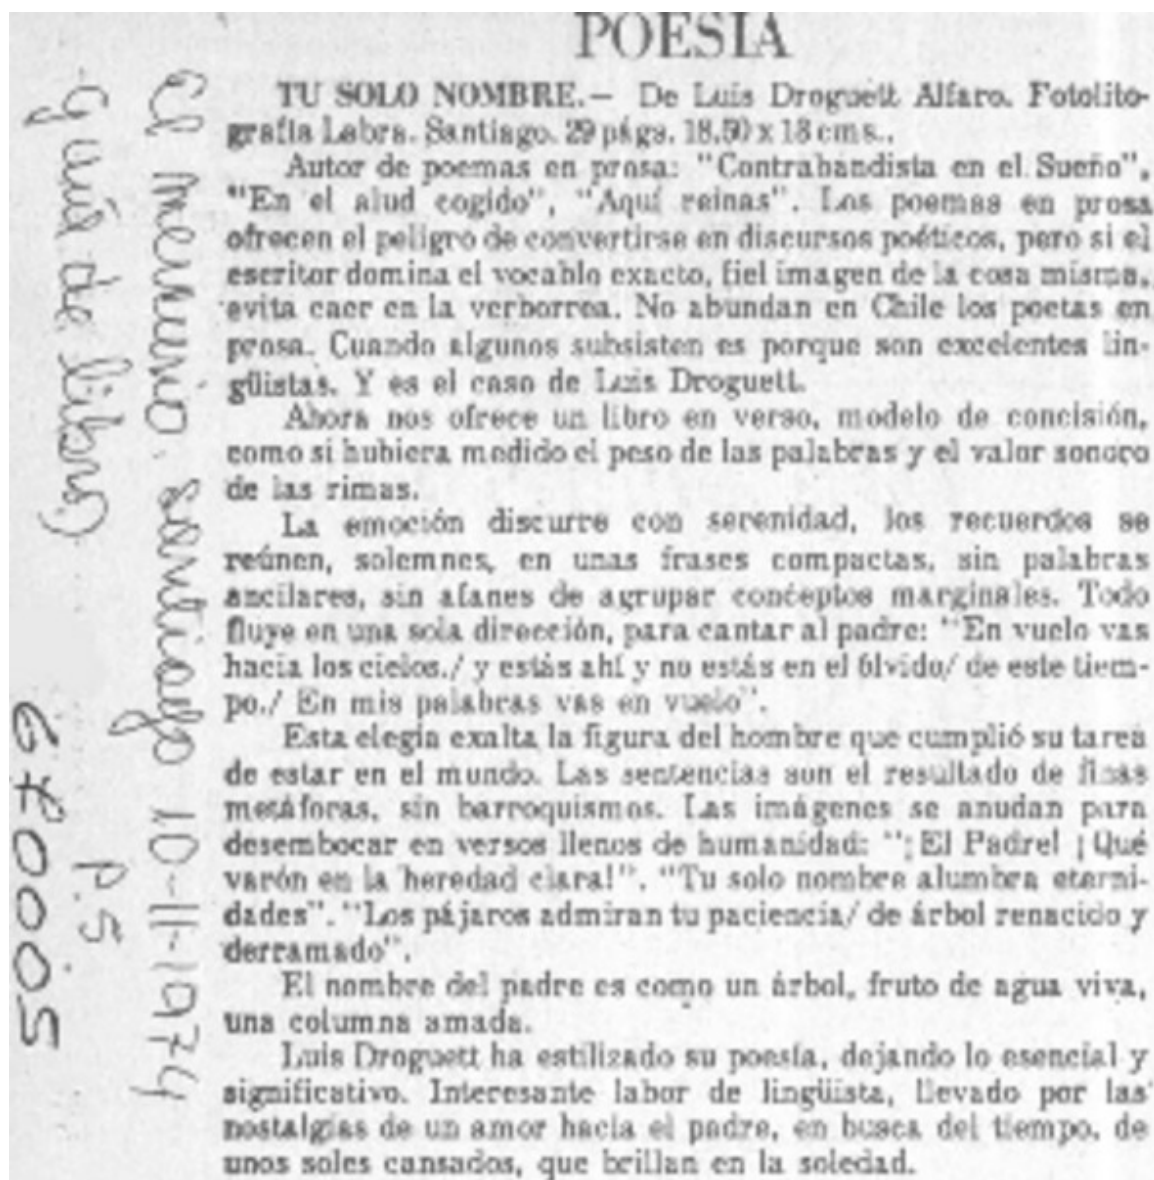 POESIA
TU SOLO NOMBRE.— De Luis Droguett Alfaro. Fotolito-
grafía Labra. Santiago. 29 págs. 18,50 x 13 cms..
Autor de poemas en prosa: "Contrabandista en el Sueño",
"En el alud cogido", "Aquí reinas". Los poemas en prosa
ofrecen el peligro de convertirse en discursos poéticos, pero si el
escritor domina el vocablo exacto, fiel imagen de la cosa misma,
evita caer en la verborrea. No abundan en Chile los poetas en
prosa. Cuando algunos subsisten es porque son excelentes lin-
güistas. Y es el caso de Luis Droguett.
Ahora nos ofrece un libro en verso, modelo de concisión,
como si hubiera medido el peso de las palabras y el valor sonoro
de las rimas.
La emoción discurre con serenidad, los recuerdos se
reúnen, solemnes, en unas frases compactas, sin palabras
ancilares, sin afanes de agrupar conceptos marginales. Todo
fluye en una sola dirección, para cantar al padre: "En vuelo vas
hacia los cielos./ y estás ahí y no estás en el ólvido/ de este tiem-
po./ En mis palabras vas en vuelo".
Esta elegía exalta la figura del hombre que cumplió su tarea
de estar en el mundo. Las sentencias son el resultado de finas
metáforas, sin barroquismos. Las imágenes se anudan para
desembocar en versos llenos de humanidad: "¡El Padre! ¡Qué
varón en la heredad clara!". "Tu solo nombre alumbra eterni-
dades". "Los pájaros admiran tu paciencia/ de árbol renacido y
derramado".
El nombre del padre es como un árbol, fruto de agua viva,
una columna amada.
Luis Droguett ha estilizado su poesía, dejando lo esencial y
significativo. Interesante labor de lingüista, llevado por las
nostalgias de un amor hacia el padre, en busca del tiempo, de
unos soles cansados, que brillan en la soledad.
El Mercurio. Santiago 10-III-1974
p. 5
Guía de libros)
670005